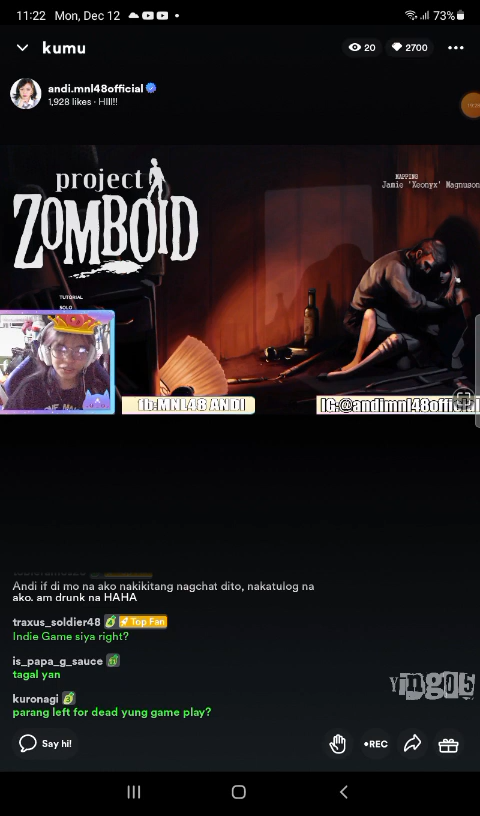 11:22 Mon, Dec 12
73%
kumu
20
2700
andi.mnl48official
1,928 likes · HIII!!
project
ZOMBOID
MAPPING
Jamie 'Xeonyx' Magnuson
TUTORIAL
SOLO
fb:MNL48 ANDI
IG:@andimnl48official
Andi if di mo na ako nakikitang nagchat dito, nakatulog na
ako. am drunk na HAHA
traxus_soldier48 Top Fan
Indie Game siya right?
is_papa_g_sauce
tagal yan
kuronagi
parang left for dead yung game play?
Yingo5
Say hi!
REC